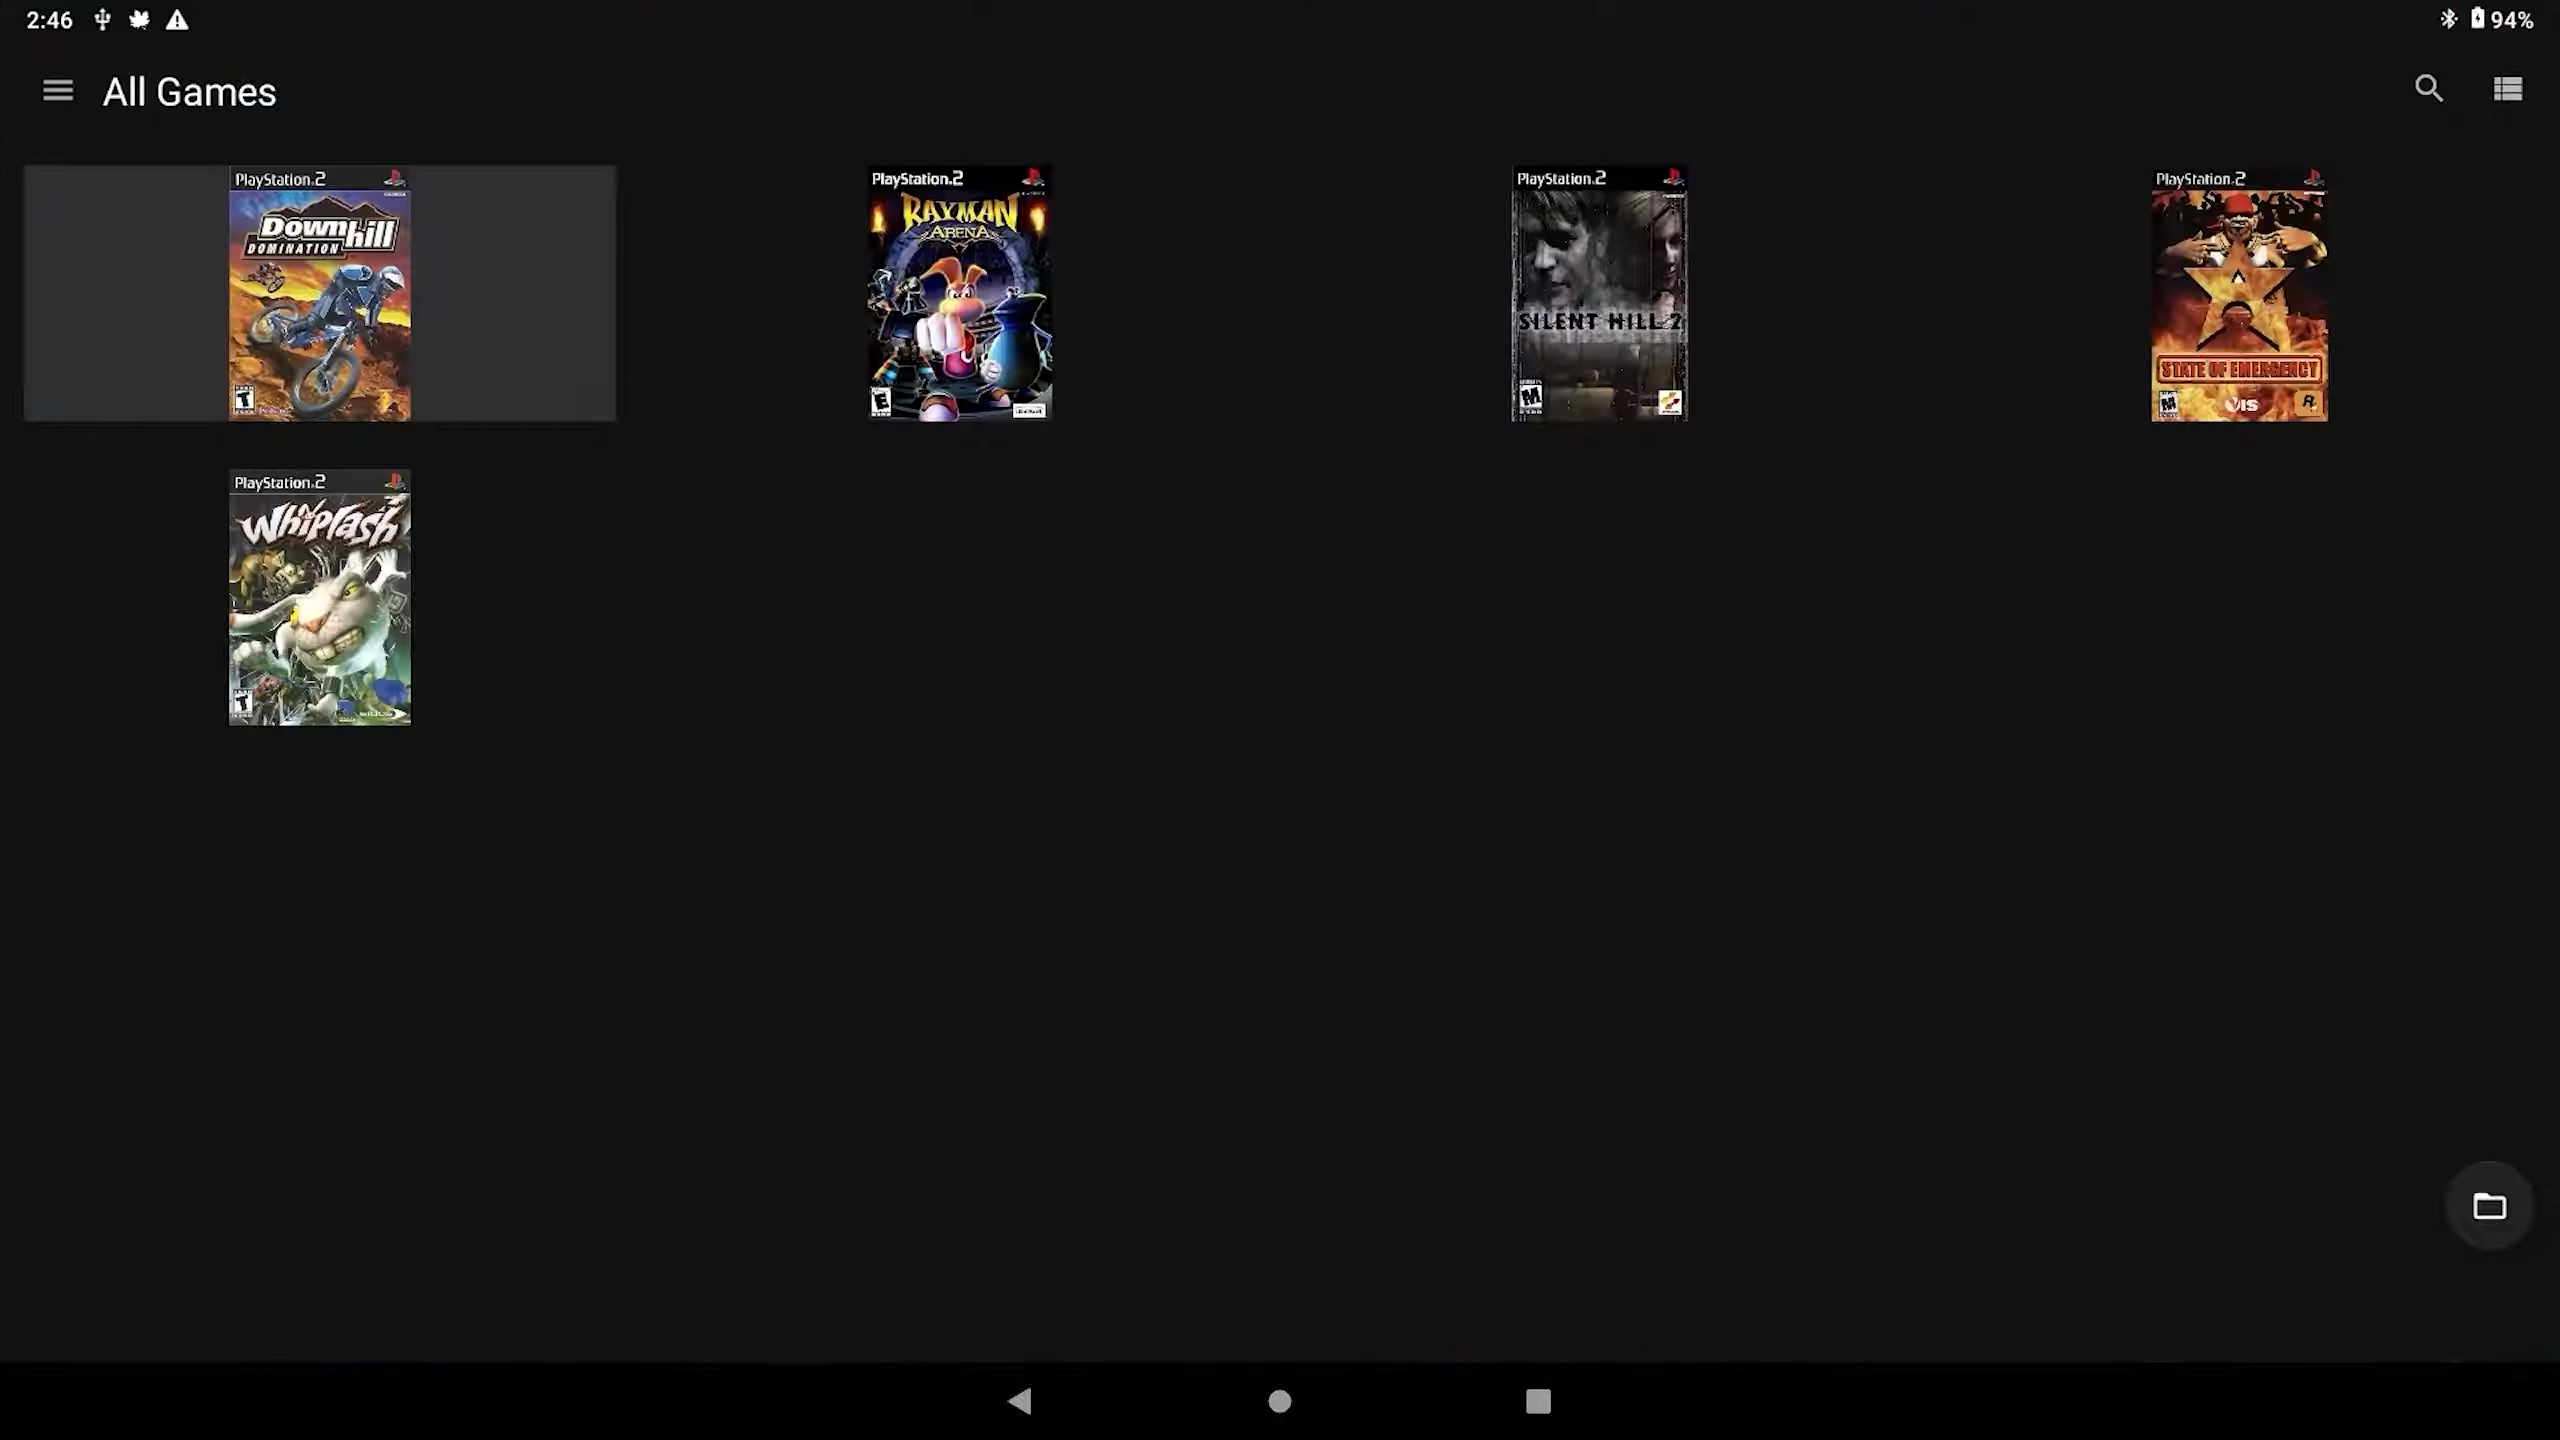 2:46
94%
All Games
PlayStation.2
Downhill
DOMINATION
T
PlayStation.2
RAYMAN
ARENA
E
PlayStation.2
SILENT HILL 2
M
PlayStation.2
STATE OF EMERGENCY
M
VIS
R
PlayStation.2
Whiplash
T
eidos